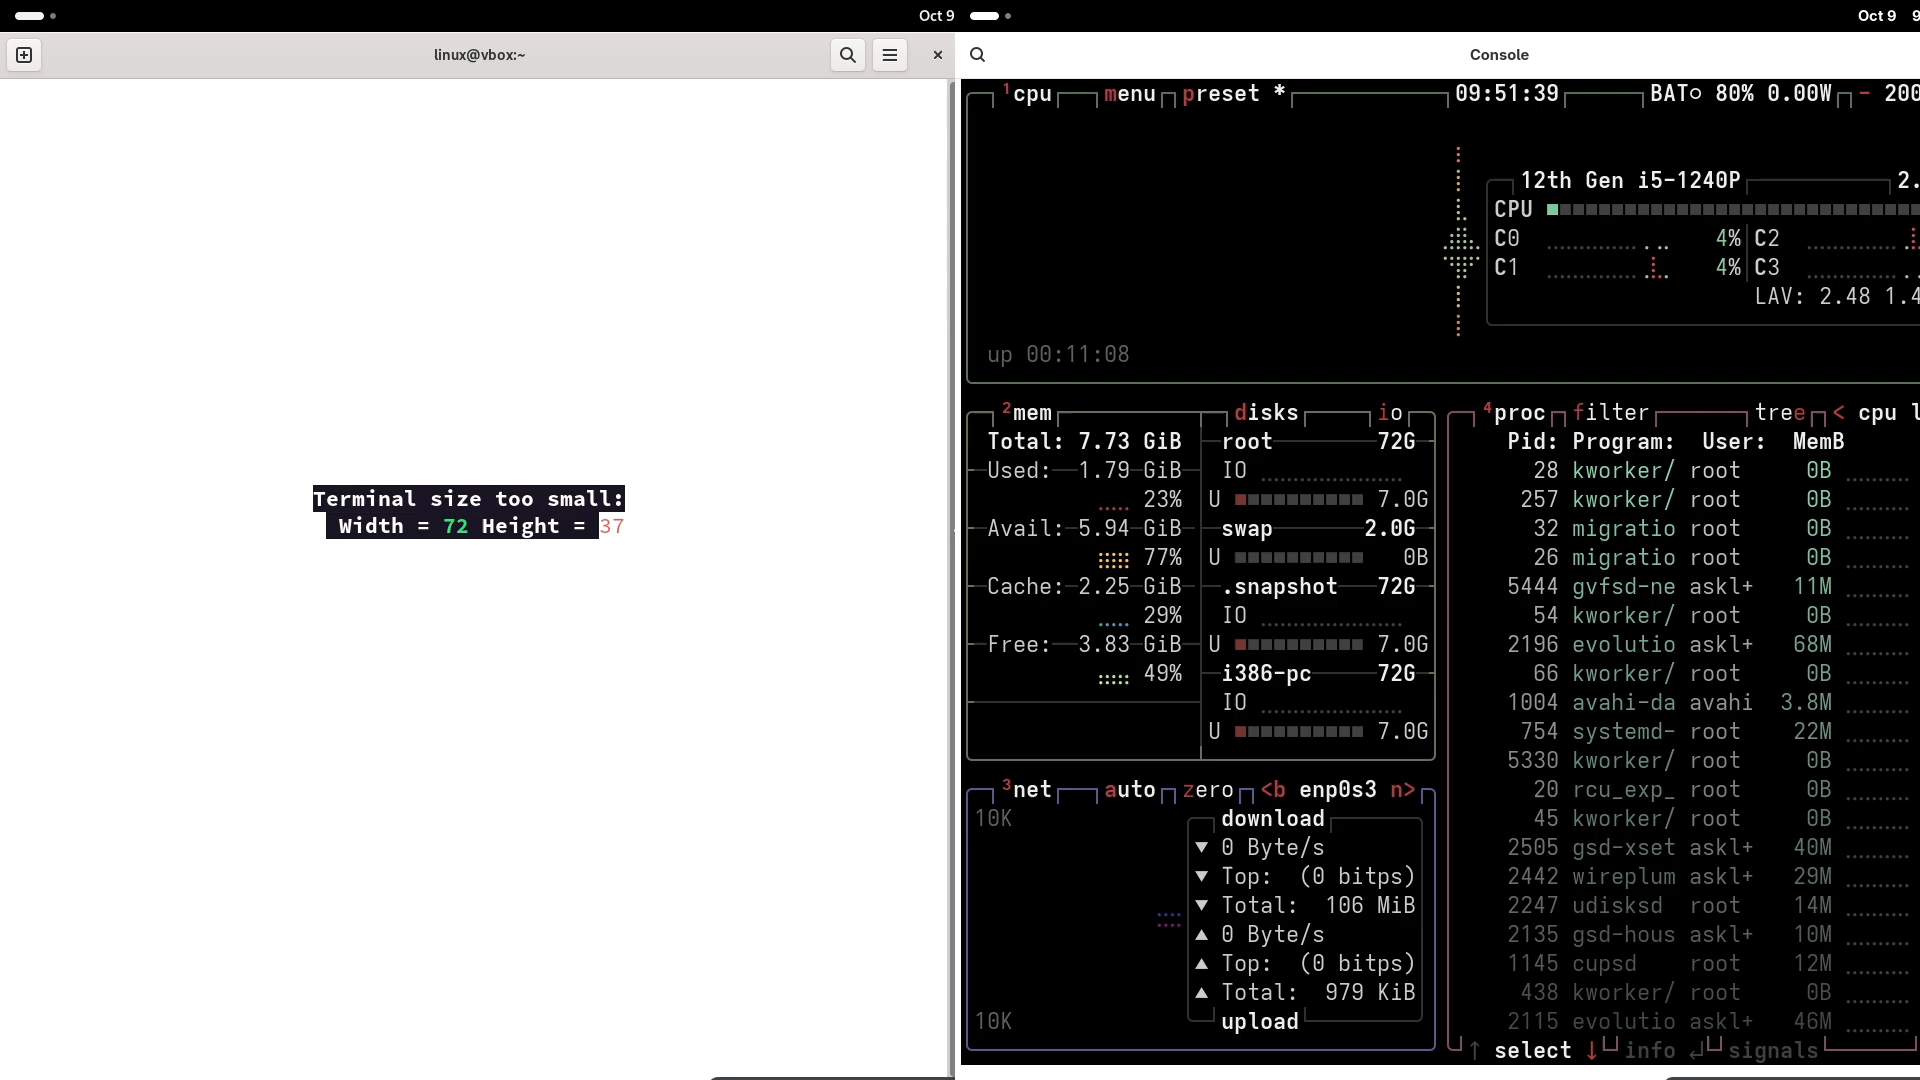 Oct 9
linux@vbox:~
Terminal size too small:
Width = 72 Height = 37
Oct 9 9
Console
1cpu menu preset * 09:51:39 BAT 80% 0.00W - 200
12th Gen i5-1240P 2.
CPU
C0 4% C2
C1 4% C3
LAV: 2.48 1.4
up 00:11:08
2mem disks io
Total: 7.73 GiB
Used: 1.79 GiB
23%
Avail: 5.94 GiB
77%
Cache: 2.25 GiB
29%
Free: 3.83 GiB
49%
root 72G
IO
U 7.0G
swap 2.0G
U 0B
.snapshot 72G
IO
U 7.0G
i386-pc 72G
IO
U 7.0G
3net auto zero <b enp0s3 n>
10K
download
▼ 0 Byte/s
▼ Top: (0 bitps)
▼ Total: 106 MiB
▲ 0 Byte/s
▲ Top: (0 bitps)
▲ Total: 979 KiB
10K
upload
4proc filter tree < cpu l
Pid: Program: User: MemB
28 kworker/ root 0B
257 kworker/ root 0B
32 migratio root 0B
26 migratio root 0B
5444 gvfsd-ne askl+ 11M
54 kworker/ root 0B
2196 evolutio askl+ 68M
66 kworker/ root 0B
1004 avahi-da avahi 3.8M
754 systemd- root 22M
5330 kworker/ root 0B
20 rcu_exp_ root 0B
45 kworker/ root 0B
2505 gsd-xset askl+ 40M
2442 wireplum askl+ 29M
2247 udisksd root 14M
2135 gsd-hous askl+ 10M
1145 cupsd root 12M
438 kworker/ root 0B
2115 evolutio askl+ 46M
↑ select ↓ info ↵ signals